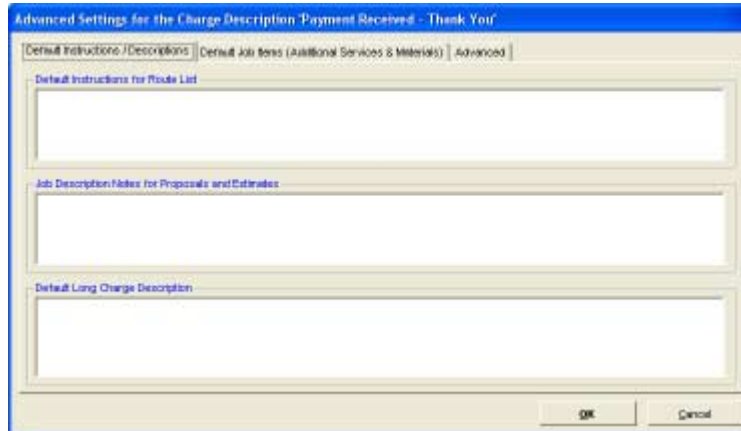 Advanced Settings for the Charge Description 'Payment Received - Thank You'
Default Instructions / Descriptions Default Job Items (Additional Services & Materials) Advanced
Default Instructions for Route List
Job Description Notes for Proposals and Estimates
Default Long Charge Description
OK Cancel